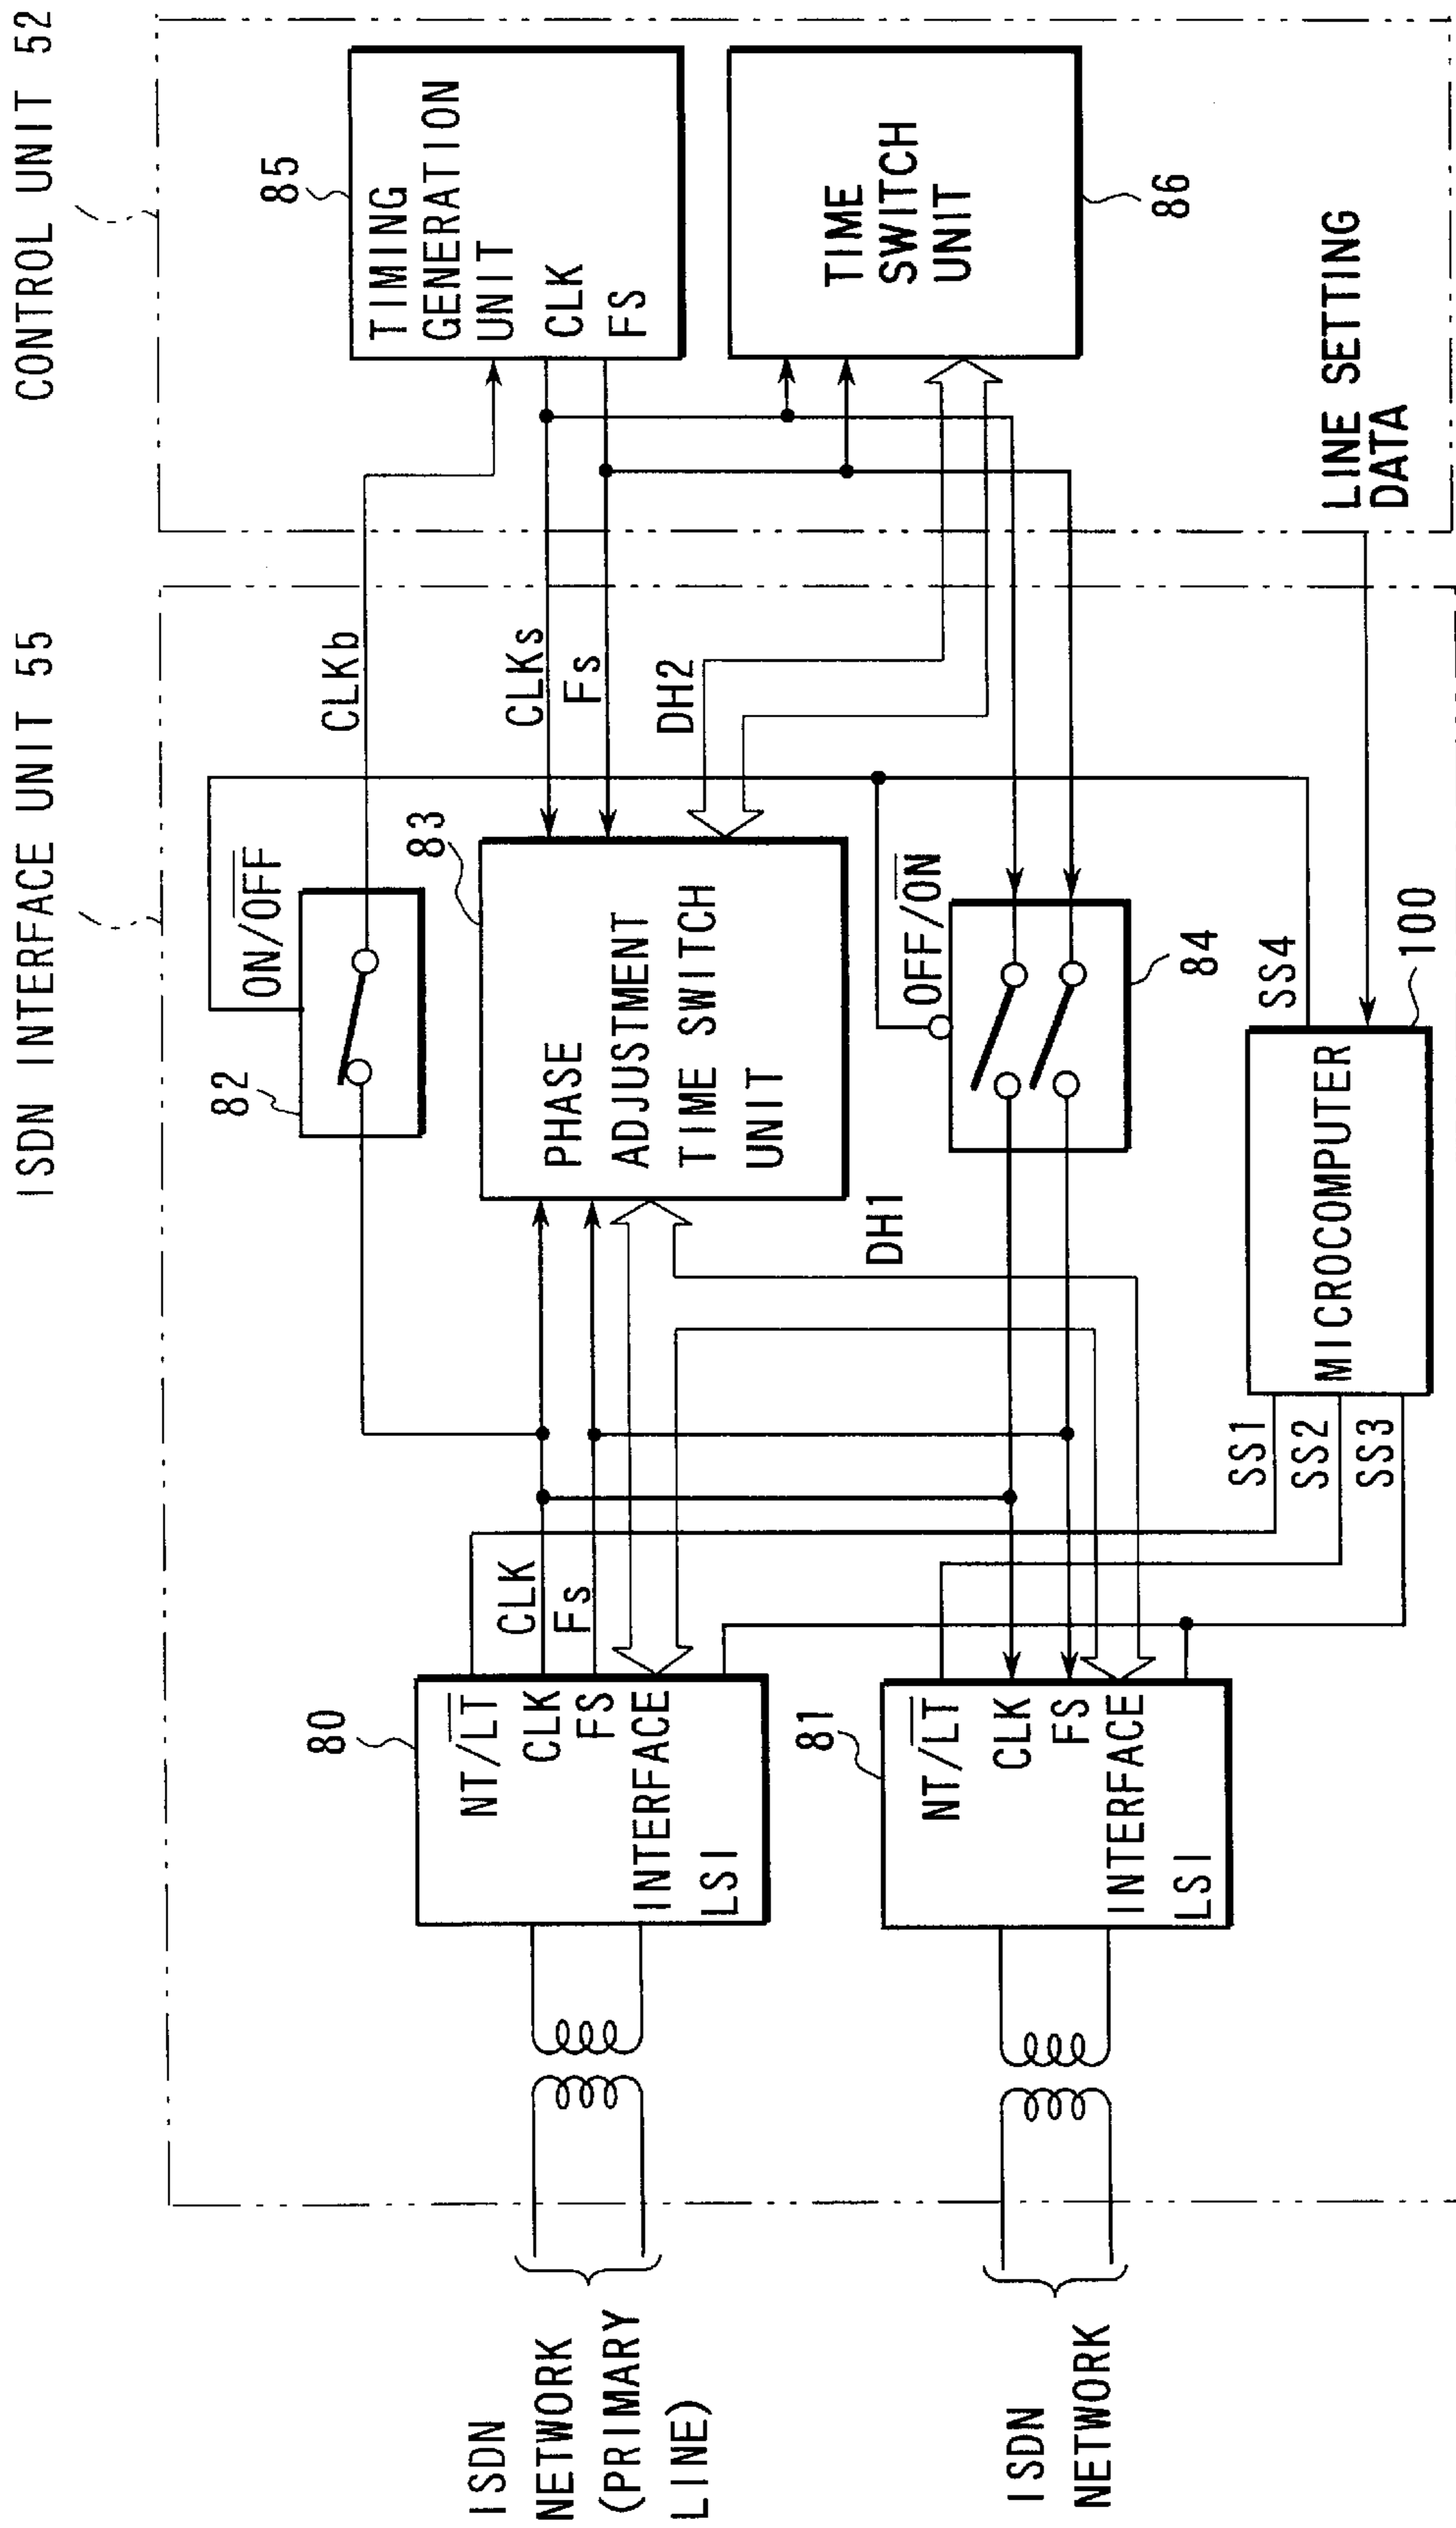 ISDN INTERFACE UNIT 55
CONTROL UNIT 52
82
ON/OFF
CLKb
85
TIMING
GENERATION
UNIT
CLK
FS
80
NT/LT
CLK
FS
INTERFACE
LSI
CLK
Fs
83
PHASE
ADJUSTMENT
TIME SWITCH
UNIT
CLKs
Fs
DH2
TIME
SWITCH
UNIT
86
ISDN
NETWORK
(PRIMARY
LINE)
81
NT/LT
CLK
FS
INTERFACE
LSI
DH1
OFF/ON
84
ISDN
NETWORK
SS1
SS2
SS3
MICROCOMPUTER
SS4
100
LINE SETTING
DATA